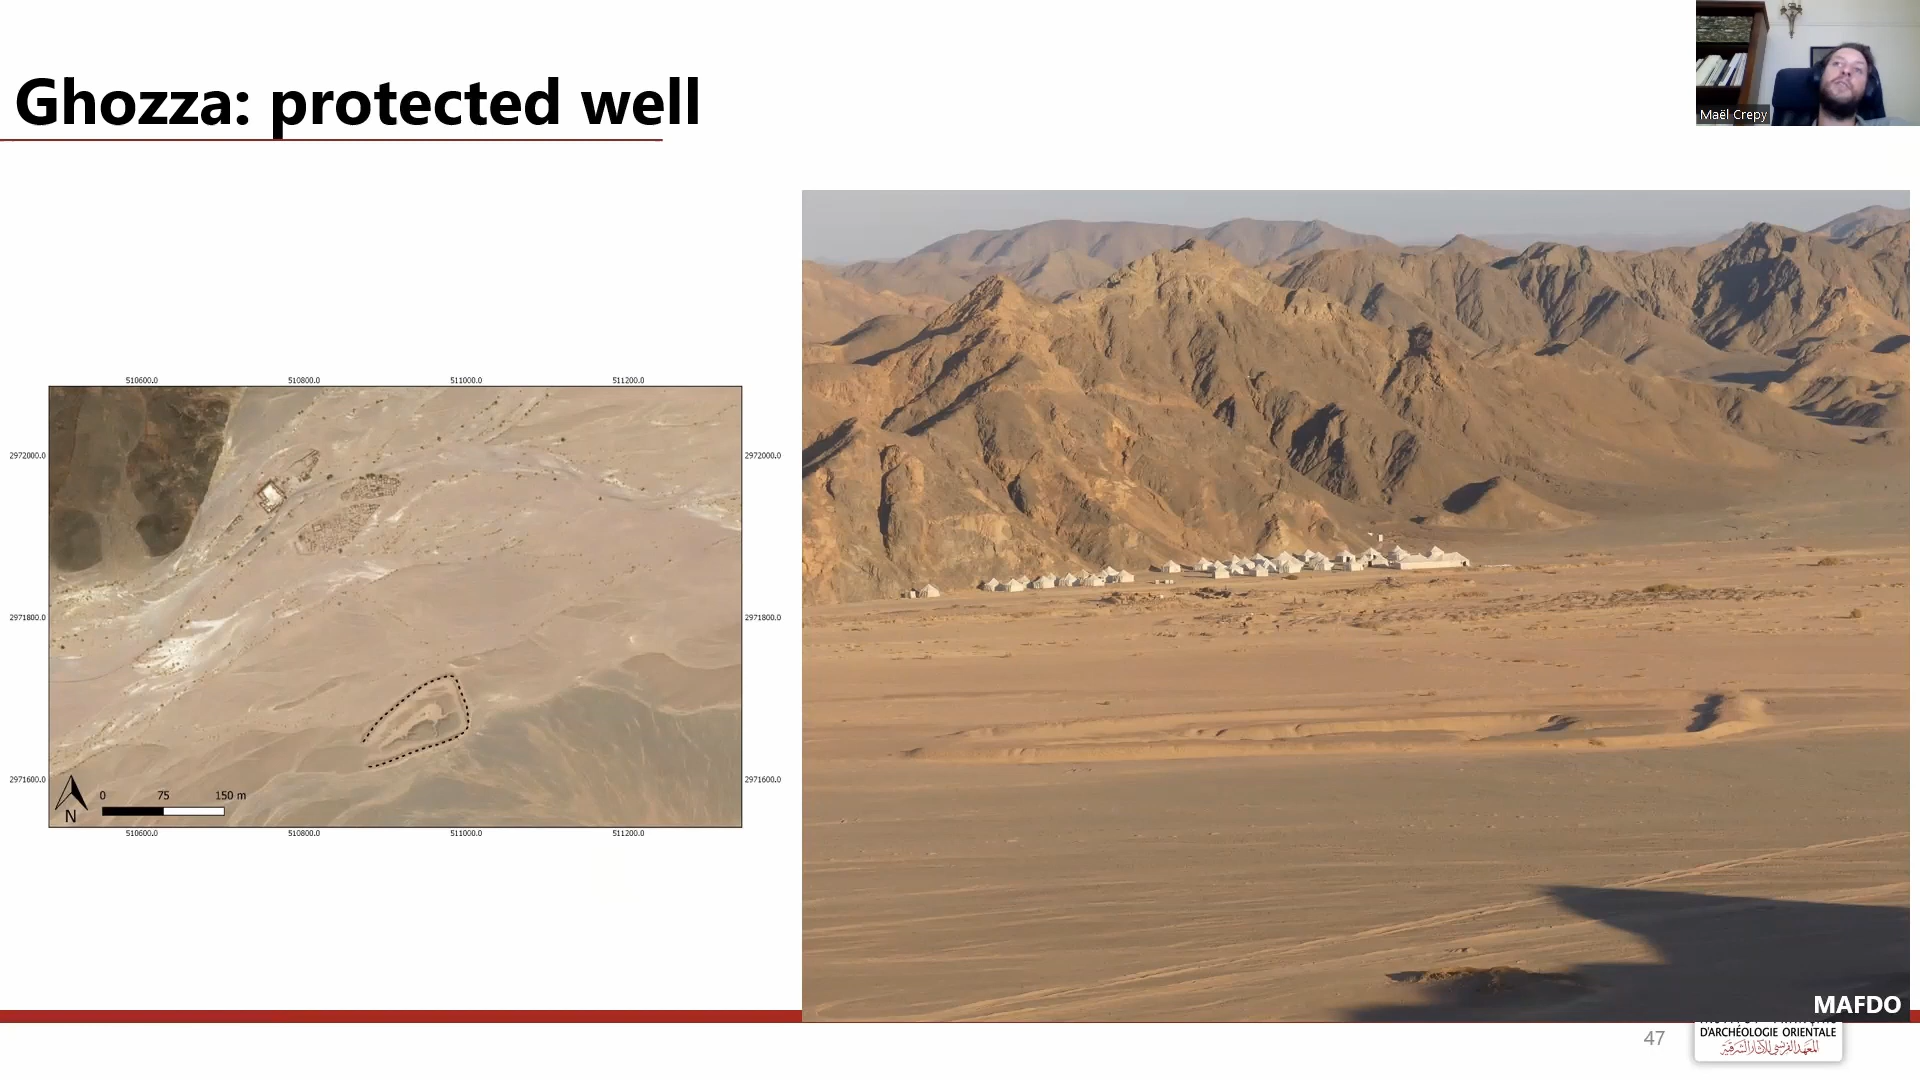 Ghozza: protected well
Maël Crepy
510600.0 510800.0 511000.0 511200.0
2972000.0 2972000.0
2971800.0 2971800.0
2971600.0 2971600.0
0 75 150 m
N
510600.0 510800.0 511000.0 511200.0
MAFDO
47
D'ARCHÉOLOGIE ORIENTALE
المعهد الفرنسي للآثار الشرقية